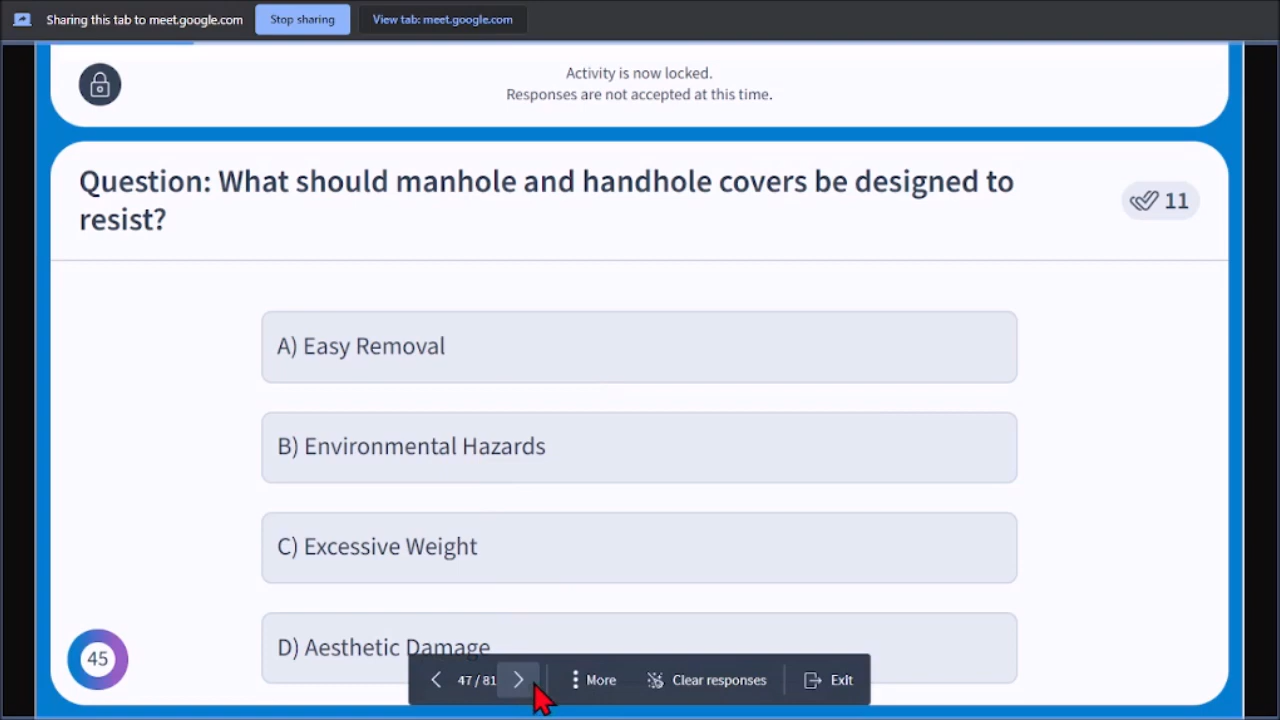 Sharing this tab to meet.google.com
Stop sharing
View tab: meet.google.com
Activity is now locked.
Responses are not accepted at this time.
Question: What should manhole and handhole covers be designed to
resist?
11
A) Easy Removal
B) Environmental Hazards
C) Excessive Weight
D) Aesthetic Damage
45
47 / 81
More
Clear responses
Exit